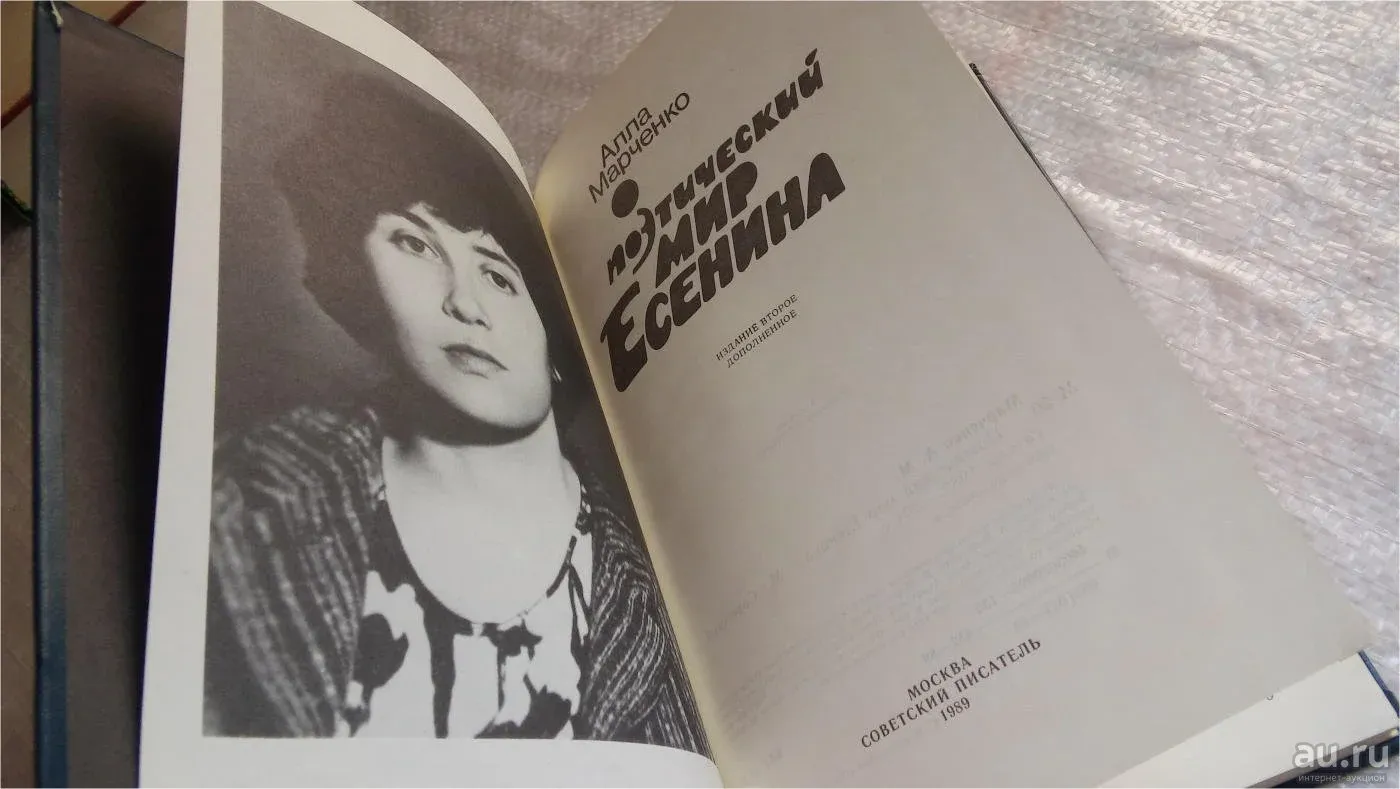 Алла
Марченко
поэтический
мир
Есенина
ИЗДАНИЕ ВТОРОЕ
ДОПОЛНЕННОЕ
МОСКВА
СОВЕТСКИЙ ПИСАТЕЛЬ
1989
au.ru
интернет-аукцион